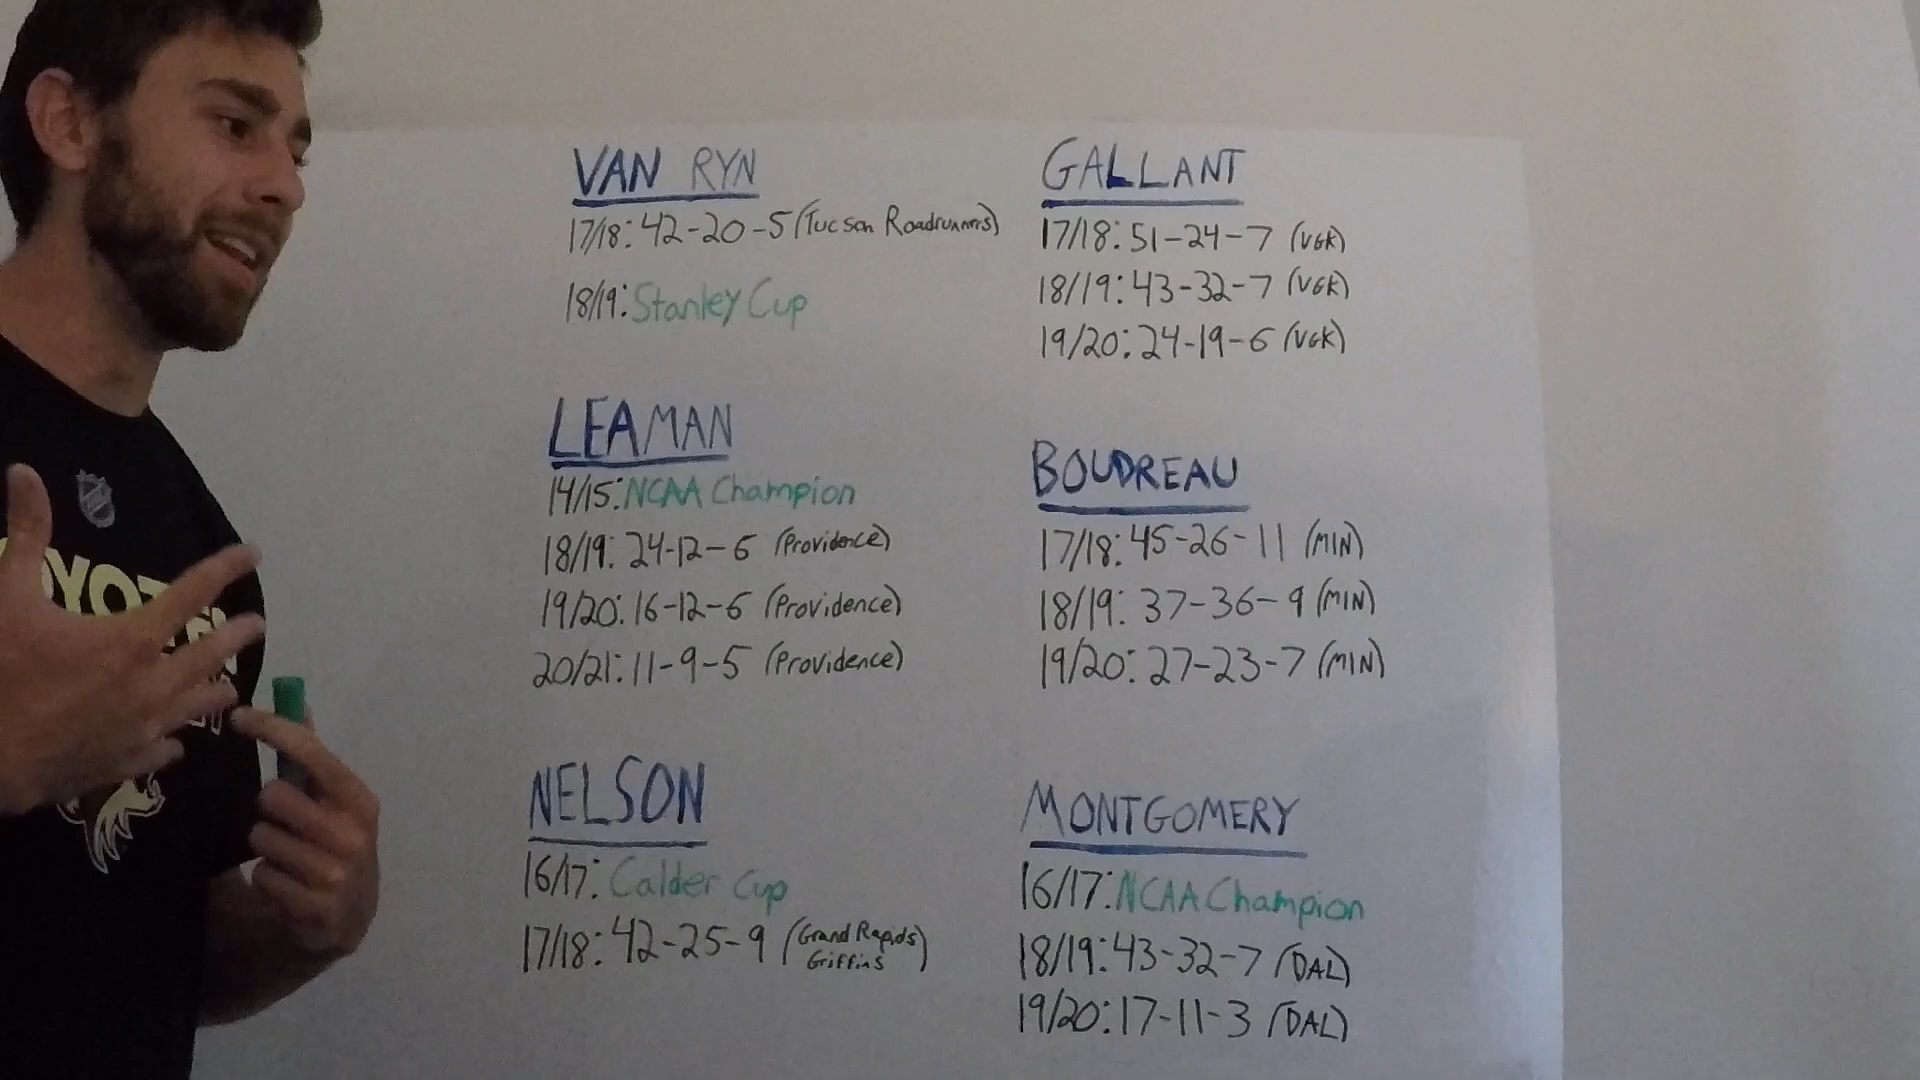 VAN RYN
17/18: 42-20-5 (Tucson Roadrunners)
18/19: Stanley Cup
LEAMAN
14/15: NCAA Champion
18/19: 24-12-6 (Providence)
19/20: 16-12-6 (Providence)
20/21: 11-9-5 (Providence)
NELSON
16/17: Calder Cup
17/18: 42-25-9 (Grand Rapids
Griffins)
GALLANT
17/18: 51-24-7 (VGK)
18/19: 43-32-7 (VGK)
19/20: 24-19-6 (VGK)
BOUDREAU
17/18: 45-26-11 (MIN)
18/19: 37-36-9 (MIN)
19/20: 27-23-7 (MIN)
MONTGOMERY
16/17: NCAA Champion
18/19: 43-32-7 (DAL)
19/20: 17-11-3 (DAL)